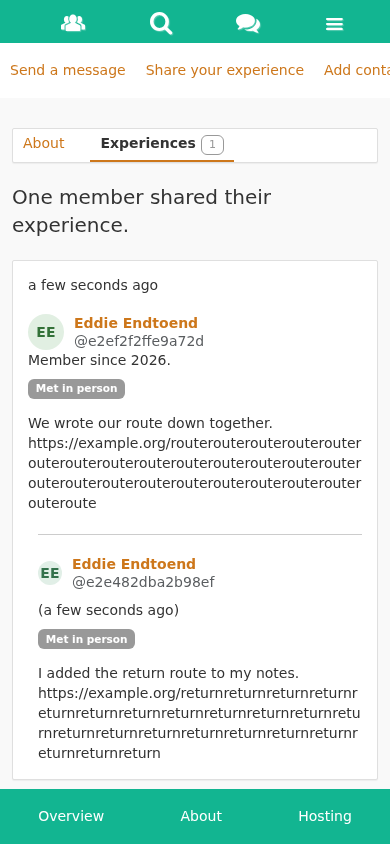 Send a message Share your experience Add conta
About Experiences 1
One member shared their
experience.
a few seconds ago
EE Eddie Endtoend
@e2ef2f2ffe9a72d
Member since 2026.
Met in person
We wrote our route down together.
https://example.org/routerouterouterouterouter
outerouterouterouterouterouterouterouterouter
outerouterouterouterouterouterouterouterouter
outeroute
EE Eddie Endtoend
@e2e482dba2b98ef
(a few seconds ago)
Met in person
I added the return route to my notes.
https://example.org/returnreturnreturnreturnr
eturnreturnreturnreturnreturnreturnreturnretu
rnreturnreturnreturnreturnreturnreturnreturnr
eturnreturnreturn
Overview About Hosting